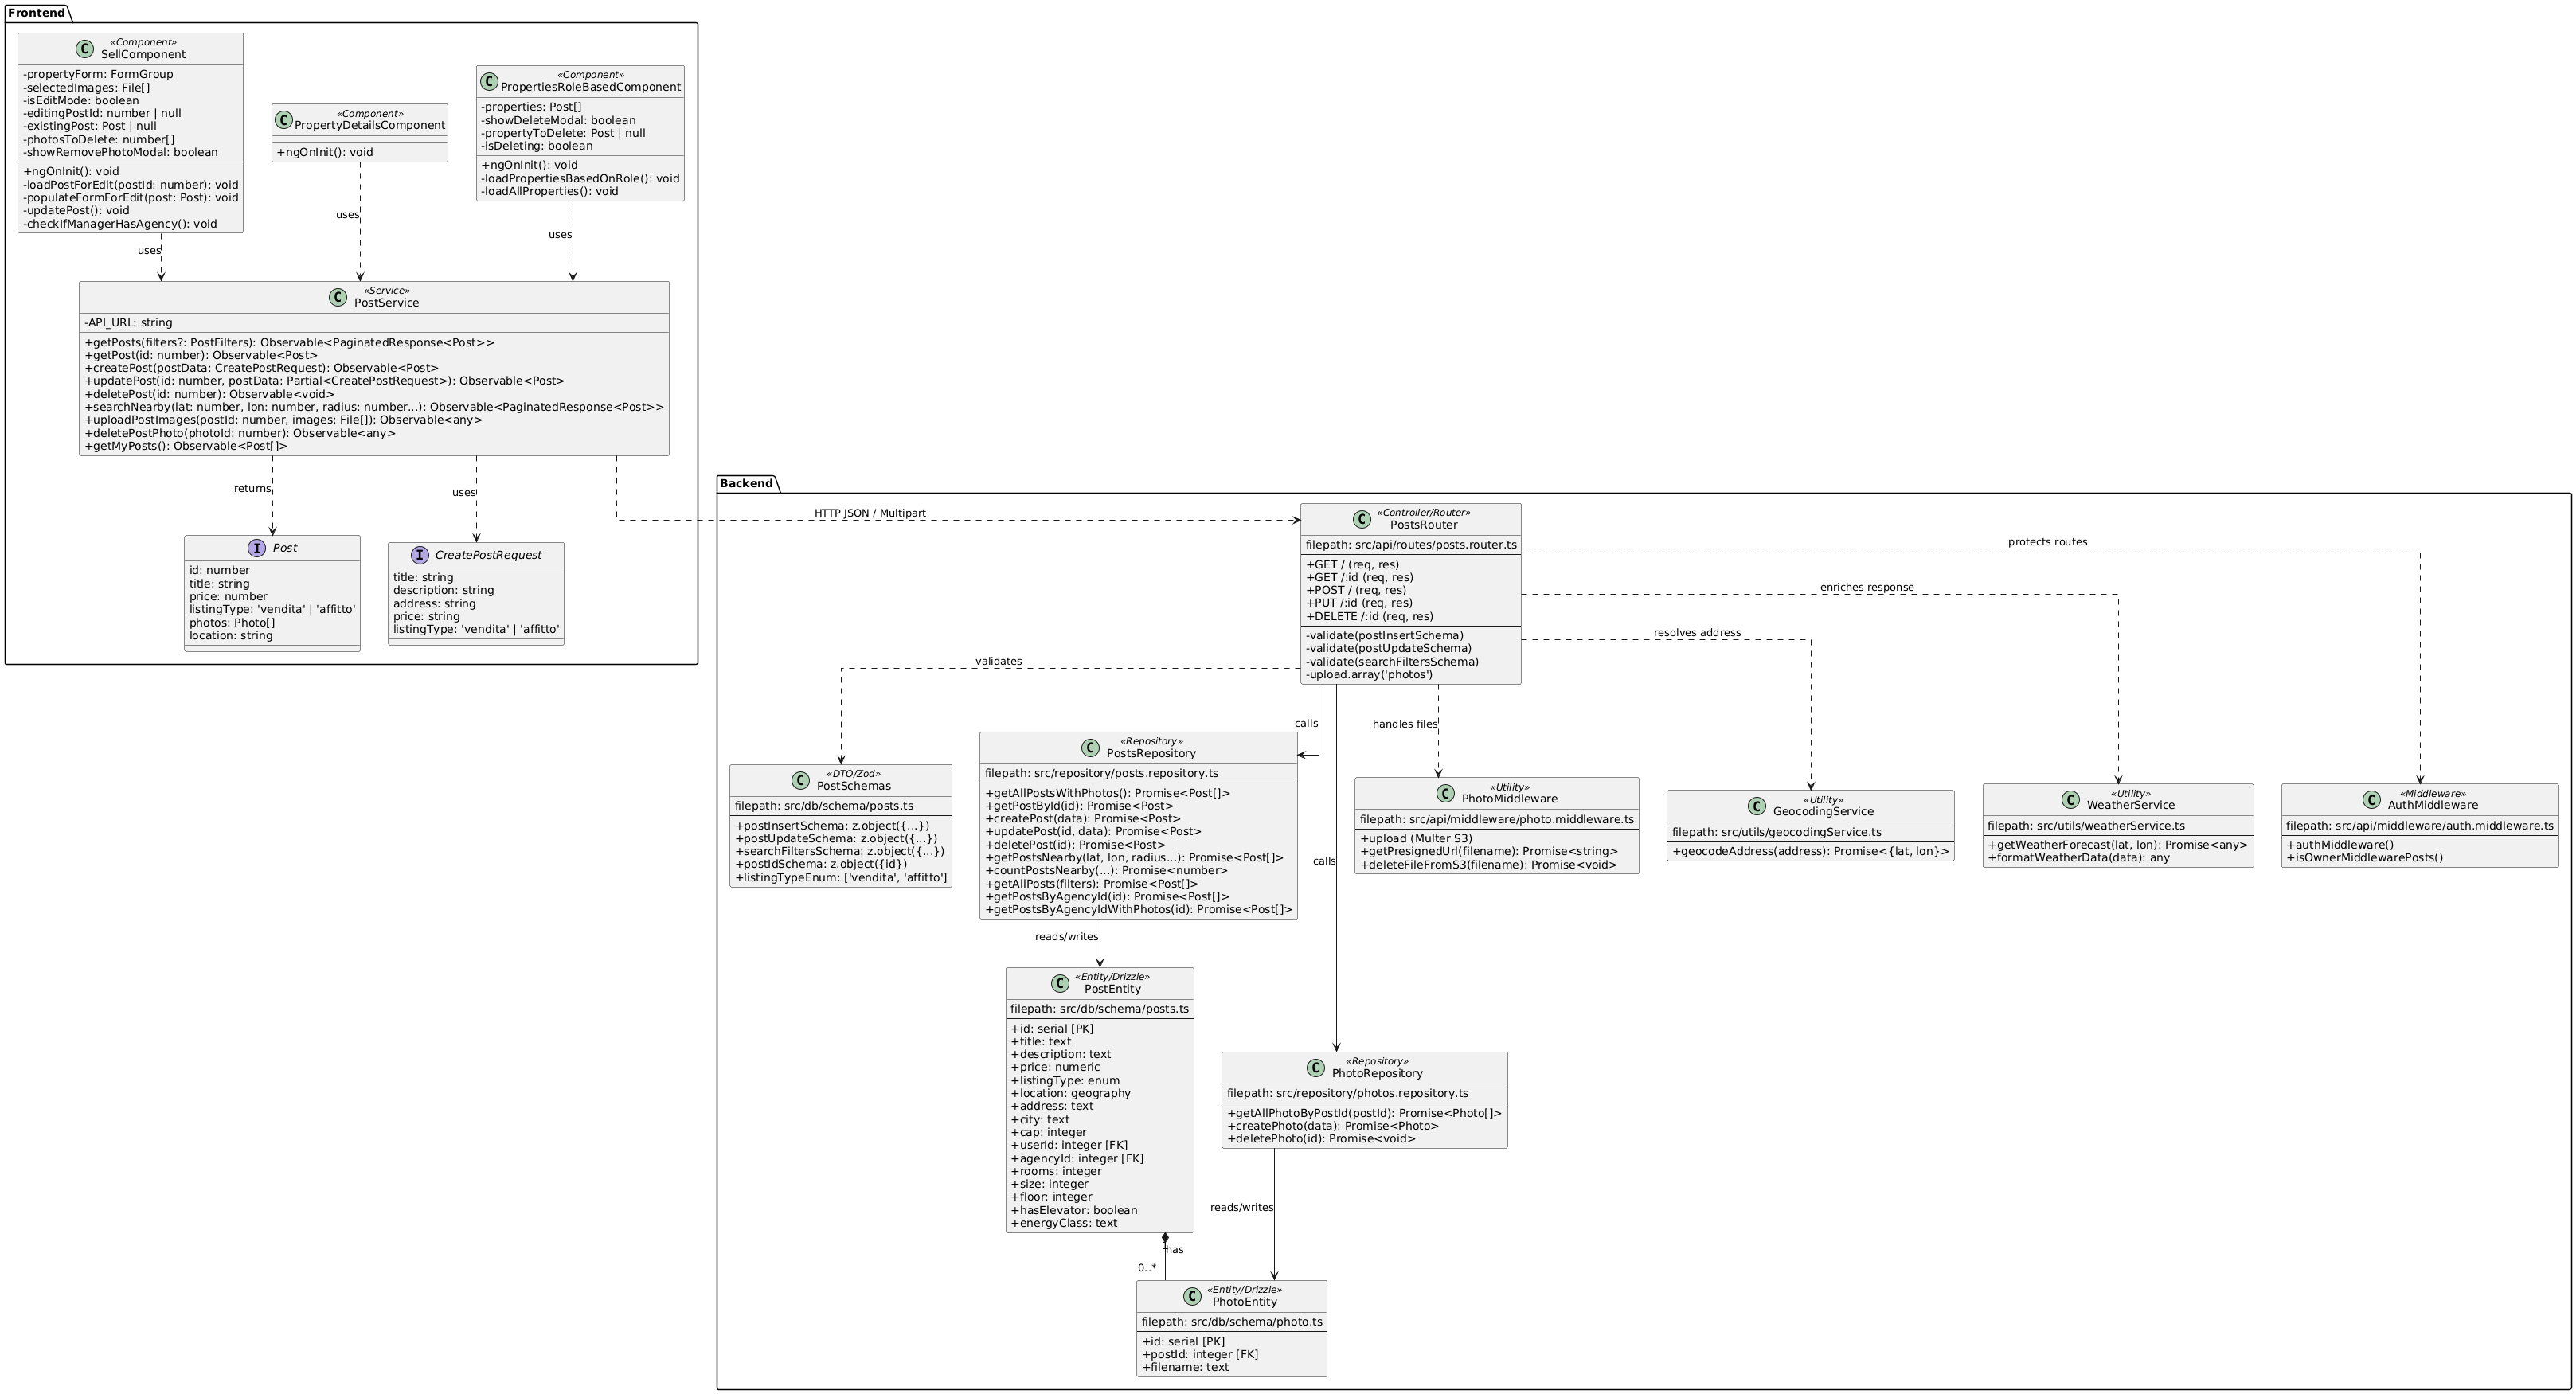 Frontend
«Component»
SellComponent
-propertyForm: FormGroup
-selectedImages: File[]
-isEditMode: boolean
-editingPostId: number | null
-existingPost: Post | null
-photosToDelete: number[]
-showRemovePhotoModal: boolean
+ngOnInit(): void
-loadPostForEdit(postId: number): void
-populateFormForEdit(post: Post): void
-updatePost(): void
-checkIfManagerHasAgency(): void
«Component»
PropertyDetailsComponent
+ngOnInit(): void
«Component»
PropertiesRoleBasedComponent
-properties: Post[]
-showDeleteModal: boolean
-propertyToDelete: Post | null
-isDeleting: boolean
+ngOnInit(): void
-loadPropertiesBasedOnRole(): void
-loadAllProperties(): void
uses
uses
uses
«Service»
PostService
-API_URL: string
+getPosts(filters?: PostFilters): Observable<PaginatedResponse<Post>>
+getPost(id: number): Observable<Post>
+createPost(postData: CreatePostRequest): Observable<Post>
+updatePost(id: number, postData: Partial<CreatePostRequest>): Observable<Post>
+deletePost(id: number): Observable<void>
+searchNearby(lat: number, lon: number, radius: number...): Observable<PaginatedResponse<Post>>
+uploadPostImages(postId: number, images: File[]): Observable<any>
+deletePostPhoto(photoId: number): Observable<any>
+getMyPosts(): Observable<Post[]>
returns
uses
HTTP JSON / Multipart
Post
id: number
title: string
price: number
listingType: 'vendita' | 'affitto'
photos: Photo[]
location: string
CreatePostRequest
title: string
description: string
address: string
price: string
listingType: 'vendita' | 'affitto'
Backend
«Controller/Router»
PostsRouter
filepath: src/api/routes/posts.router.ts
+GET / (req, res)
+GET /:id (req, res)
+POST / (req, res)
+PUT /:id (req, res)
+DELETE /:id (req, res)
-validate(postInsertSchema)
-validate(postUpdateSchema)
-validate(searchFiltersSchema)
-upload.array('photos')
protects routes
enriches response
resolves address
validates
calls
handles files
calls
«DTO/Zod»
PostSchemas
filepath: src/db/schema/posts.ts
+postInsertSchema: z.object({...})
+postUpdateSchema: z.object({...})
+searchFiltersSchema: z.object({...})
+postIdSchema: z.object({id})
+listingTypeEnum: ['vendita', 'affitto']
«Repository»
PostsRepository
filepath: src/repository/posts.repository.ts
+getAllPostsWithPhotos(): Promise<Post[]>
+getPostById(id): Promise<Post>
+createPost(data): Promise<Post>
+updatePost(id, data): Promise<Post>
+deletePost(id): Promise<Post>
+getPostsNearby(lat, lon, radius...): Promise<Post[]>
+countPostsNearby(...): Promise<number>
+getAllPosts(filters): Promise<Post[]>
+getPostsByAgencyId(id): Promise<Post[]>
+getPostsByAgencyIdWithPhotos(id): Promise<Post[]>
«Utility»
PhotoMiddleware
filepath: src/api/middleware/photo.middleware.ts
+upload (Multer S3)
+getPresignedUrl(filename): Promise<string>
+deleteFileFromS3(filename): Promise<void>
«Utility»
GeocodingService
filepath: src/utils/geocodingService.ts
+geocodeAddress(address): Promise<{lat, lon}>
«Utility»
WeatherService
filepath: src/utils/weatherService.ts
+getWeatherForecast(lat, lon): Promise<any>
+formatWeatherData(data): any
«Middleware»
AuthMiddleware
filepath: src/api/middleware/auth.middleware.ts
+authMiddleware()
+isOwnerMiddlewarePosts()
reads/writes
«Entity/Drizzle»
PostEntity
filepath: src/db/schema/posts.ts
+id: serial [PK]
+title: text
+description: text
+price: numeric
+listingType: enum
+location: geography
+address: text
+city: text
+cap: integer
+userId: integer [FK]
+agencyId: integer [FK]
+rooms: integer
+size: integer
+floor: integer
+hasElevator: boolean
+energyClass: text
«Repository»
PhotoRepository
filepath: src/repository/photos.repository.ts
+getAllPhotoByPostId(postId): Promise<Photo[]>
+createPhoto(data): Promise<Photo>
+deletePhoto(id): Promise<void>
reads/writes
has
0..*
«Entity/Drizzle»
PhotoEntity
filepath: src/db/schema/photo.ts
+id: serial [PK]
+postId: integer [FK]
+filename: text